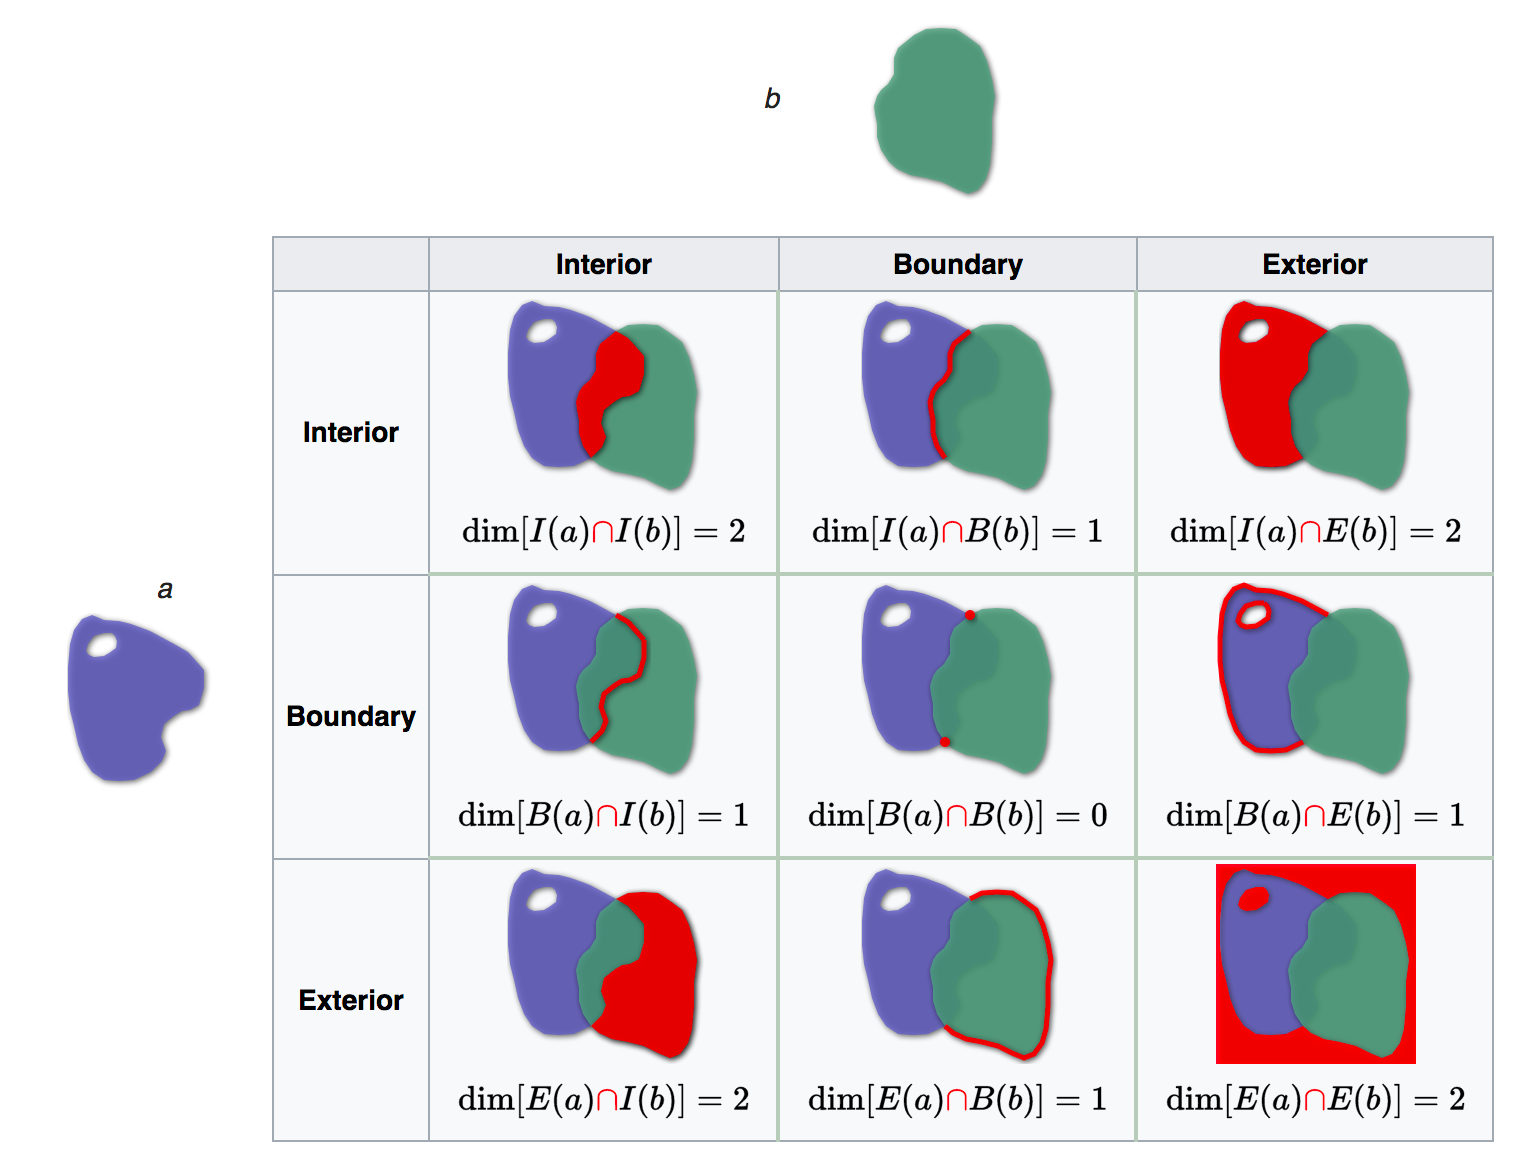 b
Interior Boundary Exterior
Interior
dim[I(a)∩I(b)] = 2 dim[I(a)∩B(b)] = 1 dim[I(a)∩E(b)] = 2
a
Boundary
dim[B(a)∩I(b)] = 1 dim[B(a)∩B(b)] = 0 dim[B(a)∩E(b)] = 1
Exterior
dim[E(a)∩I(b)] = 2 dim[E(a)∩B(b)] = 1 dim[E(a)∩E(b)] = 2